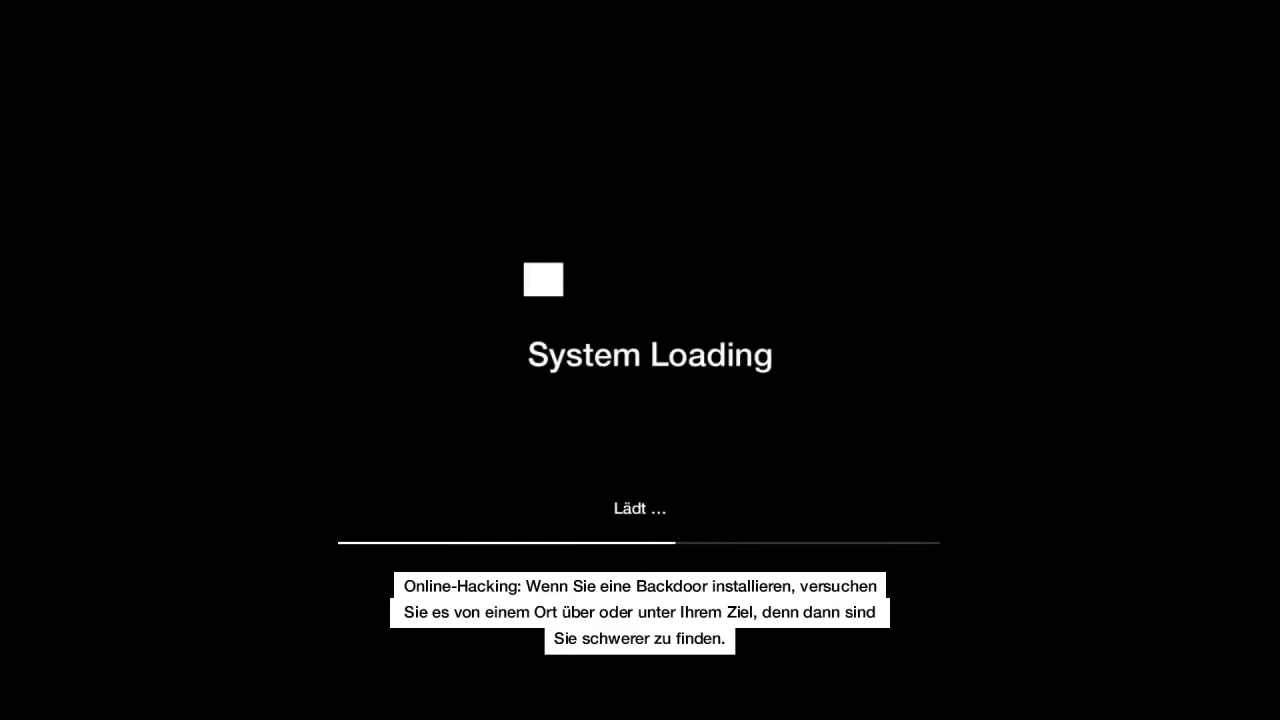 System Loading
Lädt ...
Online-Hacking: Wenn Sie eine Backdoor installieren, versuchen
Sie es von einem Ort über oder unter Ihrem Ziel, denn dann sind
Sie schwerer zu finden.